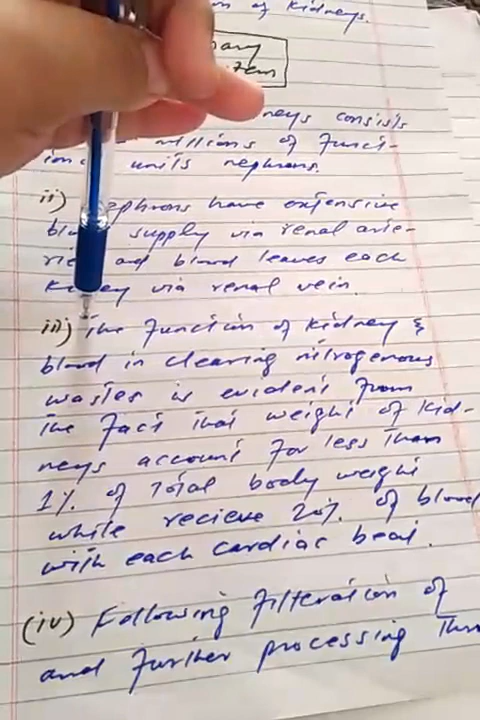 of Kidneys.
neys consists
millions of funct-
units nephrons.
ii) have extensive
supply via renal arte-
and blood leaves each
via renal vein.
iii) The function of kidney &
blood in clearing nitrogenous
wastes is evident from
the fact that weight of kid-
neys account for less than
1% of Total body weight
while recieve 20% of blood
with each cardiac beat.
(iv) Following filteration of
and further processing